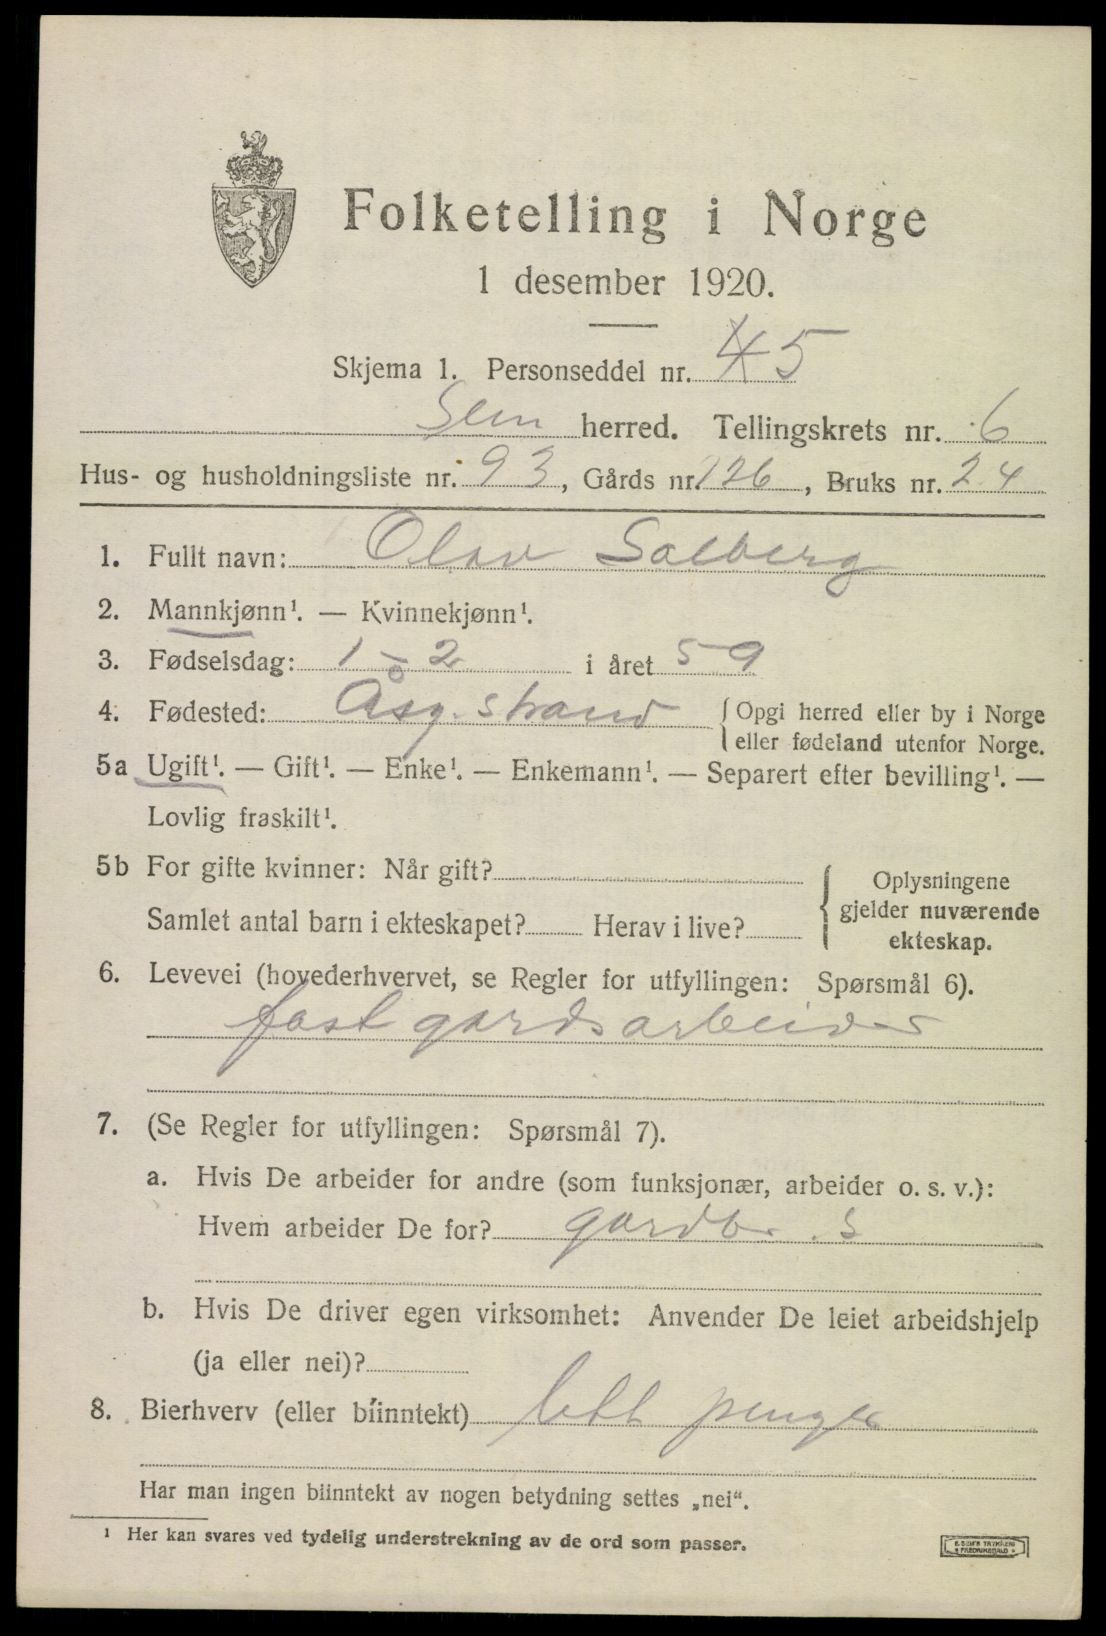 Folketelling i Norge
1 desember 1920.
Skjema 1. Personseddel nr. 4 5
Sem herred. Tellingskrets nr. 6
Hus- og husholdningsliste nr. 93, Gårds nr. 126, Bruks nr. 24
1. Fullt navn: Olav Solberg
2. Mannkjønn¹. — Kvinnekjønn¹.
3. Fødselsdag: 1 - 2 i året 59
4. Fødested: Åsg.strand {Opgi herred eller by i Norge
eller fødeland utenfor Norge.
5a Ugift¹. — Gift¹. — Enke¹. — Enkemann¹. — Separert efter bevilling¹. —
Lovlig fraskilt¹.
5b For gifte kvinner: Når gift?
Samlet antal barn i ekteskapet? Herav i live?
{Oplysningene
gjelder nuværende
ekteskap.
6. Levevei (hovederhvervet, se Regler for utfyllingen: Spørsmål 6).
fast gardsarbeider
7. (Se Regler for utfyllingen: Spørsmål 7).
a. Hvis De arbeider for andre (som funksjonær, arbeider o. s. v.):
Hvem arbeider De for? gardbr. S
b. Hvis De driver egen virksomhet: Anvender De leiet arbeidshjelp
(ja eller nei)?
8. Bierhverv (eller biinntekt) litt penger
Har man ingen biinntekt av nogen betydning settes „nei“.
¹ Her kan svares ved tydelig understrekning av de ord som passer.